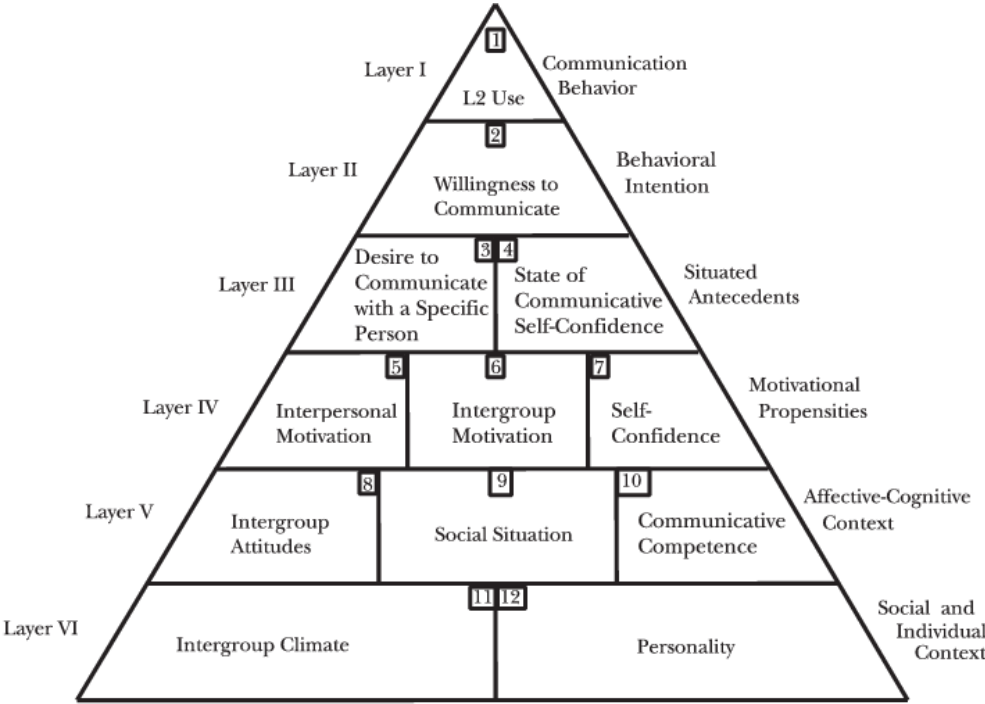 1
Layer I
Communication
Behavior
L2 Use
2
Layer II
Behavioral
Intention
Willingness to
Communicate
3 4
Layer III
Desire to
Communicate
with a Specific
Person
State of
Communicative
Self-Confidence
Situated
Antecedents
5 6 7
Layer IV
Interpersonal
Motivation
Intergroup
Motivation
Self-
Confidence
Motivational
Propensities
8 9 10
Layer V
Intergroup
Attitudes
Social Situation
Communicative
Competence
Affective-Cognitive
Context
11 12
Layer VI
Intergroup Climate
Personality
Social and
Individual
Context